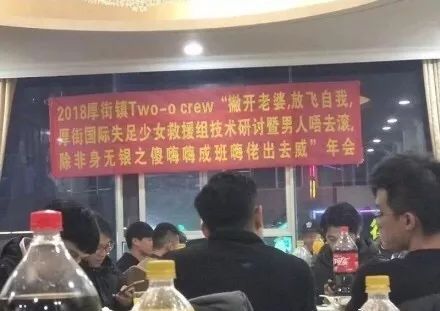 2018厚街镇Two-o crew“撇开老婆,放飞自我,
厚街国际失足少女救援组技术研讨暨男人唔去滚,
除非身无银之傻嗨嗨成班嗨佬出去威”年会